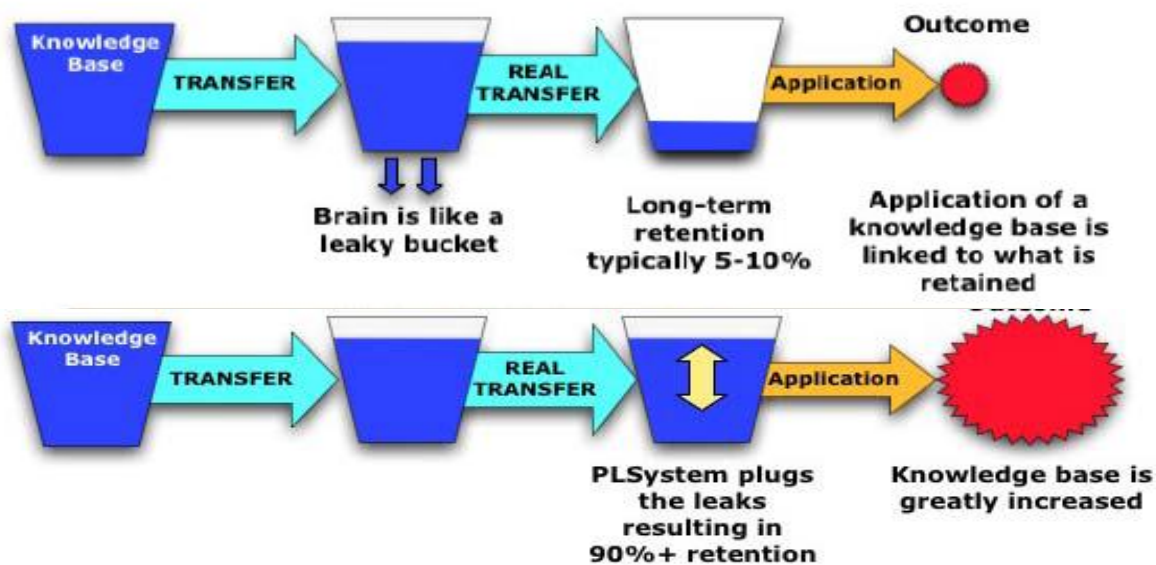 Outcome
Knowledge
Base
TRANSFER
REAL
TRANSFER
Application
Brain is like a
leaky bucket
Long-term
retention
typically 5-10%
Application of a
knowledge base is
linked to what is
retained
Knowledge
Base
TRANSFER
REAL
TRANSFER
Application
PLSystem plugs
the leaks
resulting in
90%+ retention
Knowledge base is
greatly increased